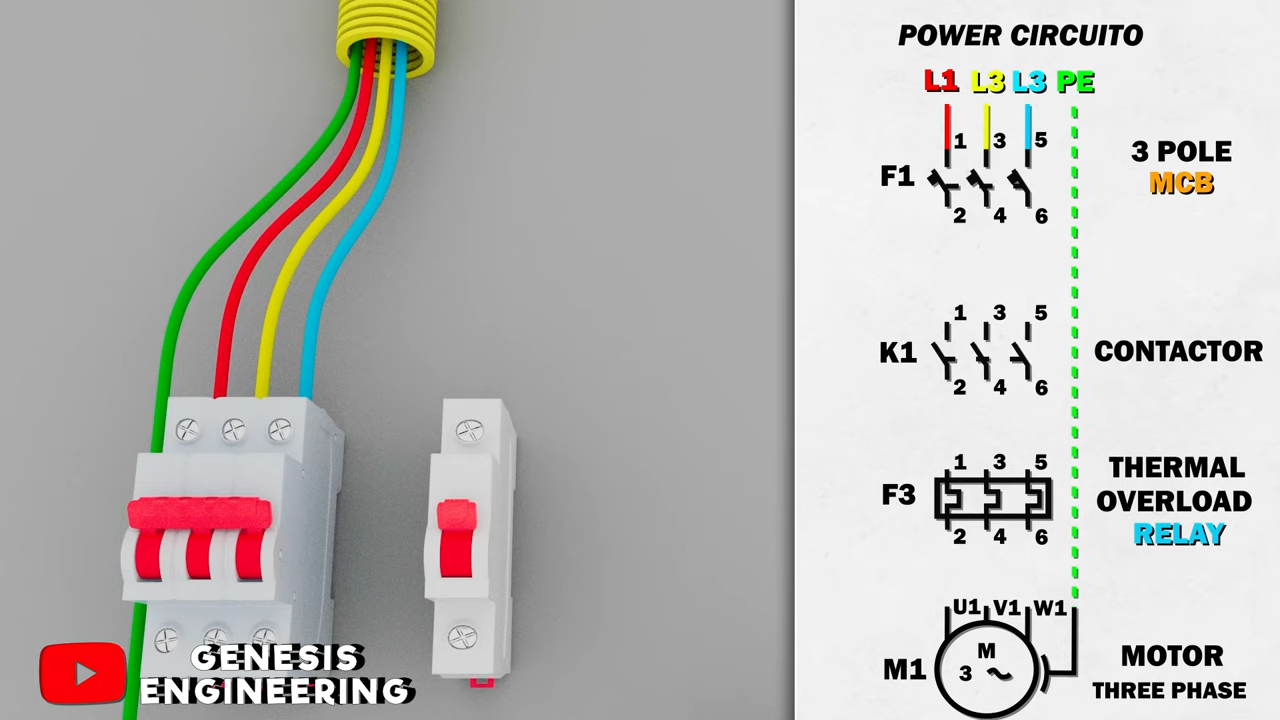 POWER CIRCUITO
L1 L3 L3 PE
1 3 5
F1
2 4 6
3 POLE
MCB
1 3 5
K1
2 4 6
CONTACTOR
1 3 5
F3
2 4 6
THERMAL
OVERLOAD
RELAY
U1 V1 W1
M1
M
3 ~
MOTOR
THREE PHASE
GENESIS
ENGINEERING